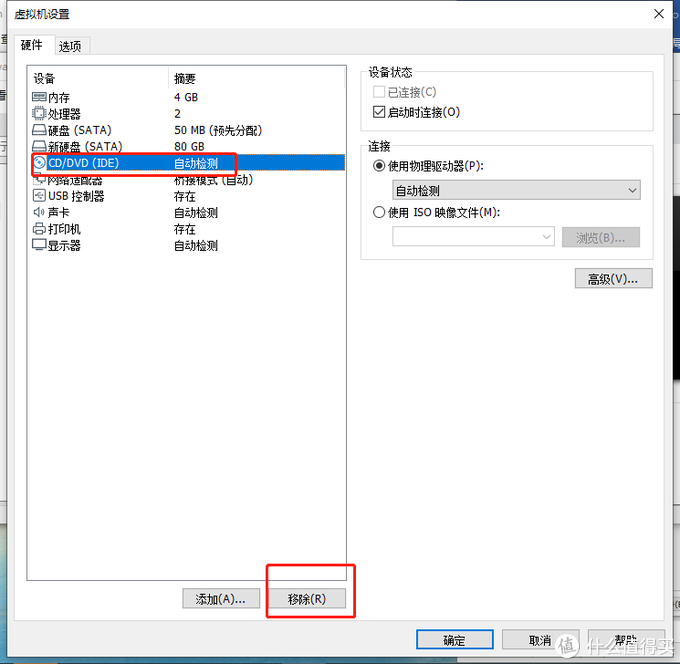 虚拟机设置
硬件 选项
设备 摘要
内存 4 GB
处理器 2
硬盘 (SATA) 50 MB (预先分配)
新硬盘 (SATA) 80 GB
CD/DVD (IDE) 自动检测
网络适配器 桥接模式 (自动)
USB 控制器 存在
声卡 自动检测
打印机 存在
显示器 自动检测
添加(A)... 移除(R)
设备状态
已连接(C)
启动时连接(O)
连接
使用物理驱动器(P):
自动检测
使用 ISO 映像文件(M):
浏览(B)...
高级(V)...
确定 取消 帮助
值 什么值得买